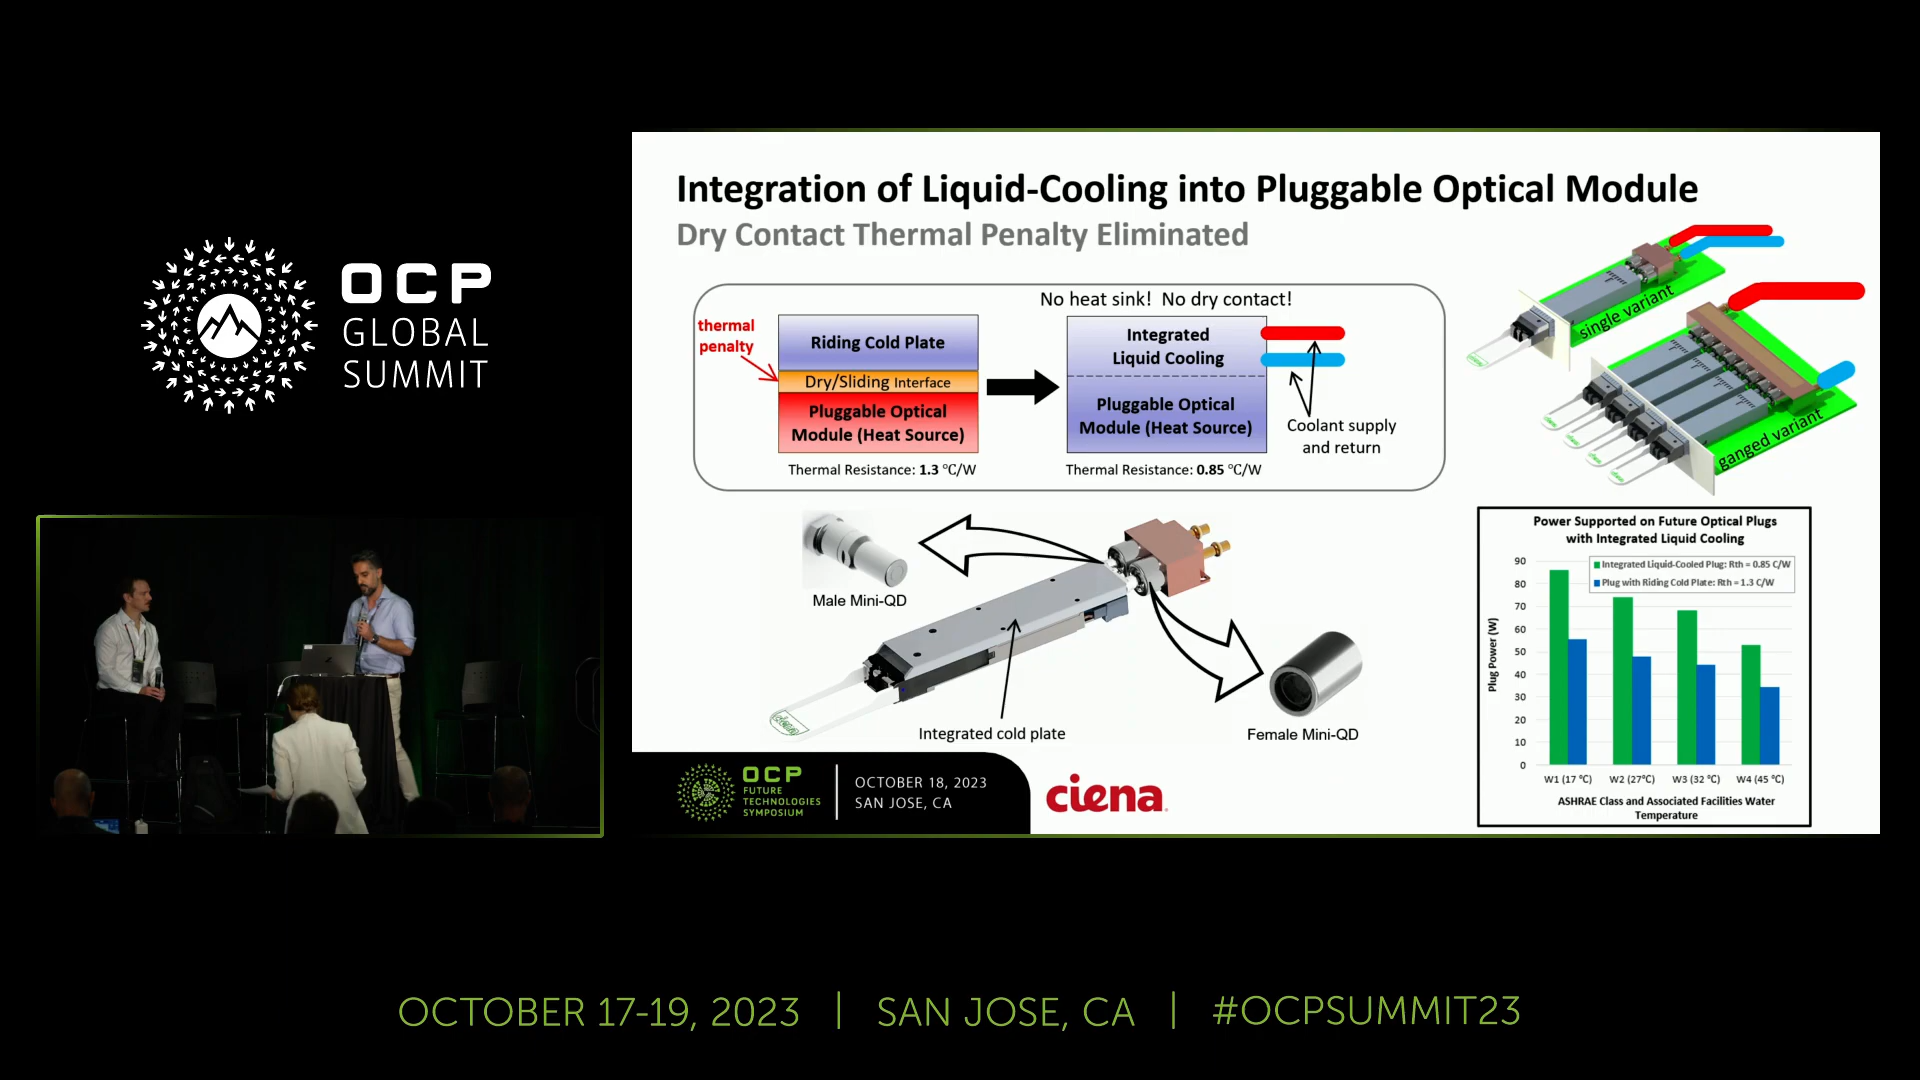 OCP
GLOBAL
SUMMIT
Integration of Liquid-Cooling into Pluggable Optical Module
Dry Contact Thermal Penalty Eliminated
No heat sink! No dry contact!
thermal
penalty
Riding Cold Plate
Dry/Sliding Interface
Pluggable Optical
Module (Heat Source)
Thermal Resistance: 1.3 °C/W
Integrated
Liquid Cooling
Pluggable Optical
Module (Heat Source)
Thermal Resistance: 0.85 °C/W
Coolant supply
and return
single variant
ganged variant
Male Mini-QD
Integrated cold plate
Female Mini-QD
Power Supported on Future Optical Plugs
with Integrated Liquid Cooling
Integrated Liquid-Cooled Plug: Rth = 0.85 C/W
Plug with Riding Cold Plate: Rth = 1.3 C/W
Plug Power (W)
90
80
70
60
50
40
30
20
10
0
W1 (17 °C) W2 (27°C) W3 (32 °C) W4 (45 °C)
ASHRAE Class and Associated Facilities Water
Temperature
OCP
FUTURE
TECHNOLOGIES
SYMPOSIUM
OCTOBER 18, 2023
SAN JOSE, CA
ciena
OCTOBER 17-19, 2023 | SAN JOSE, CA | #OCPSUMMIT23